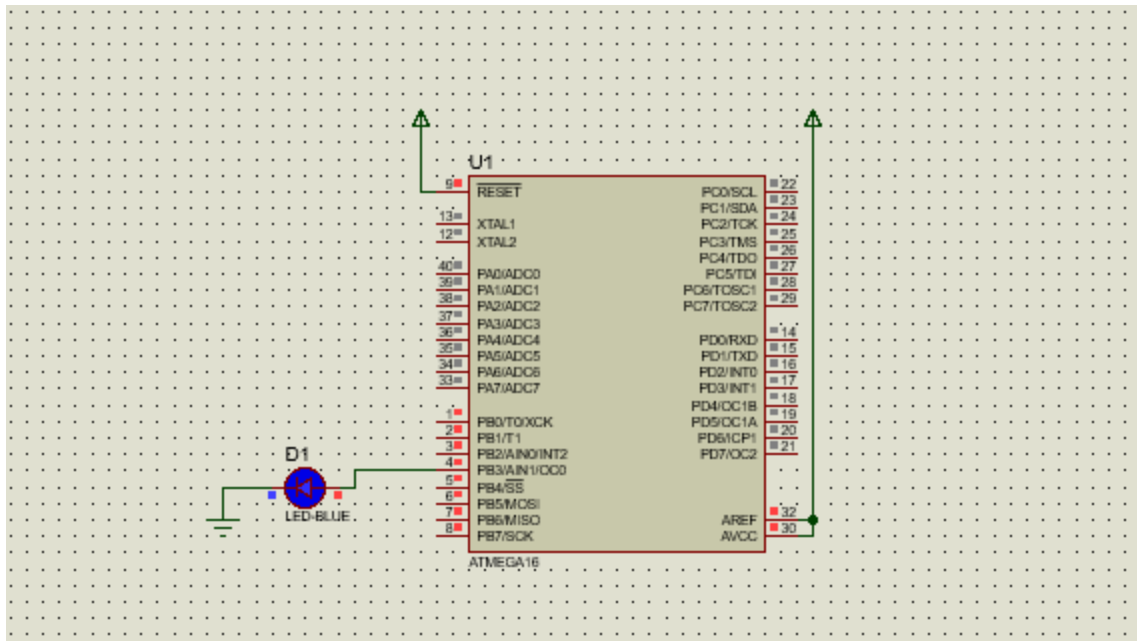 U1
9
RESET
13
XTAL1
12
XTAL2
40
PA0/ADC0
39
PA1/ADC1
38
PA2/ADC2
37
PA3/ADC3
36
PA4/ADC4
35
PA5/ADC5
34
PA6/ADC6
33
PA7/ADC7
1
PB0/T0/XCK
2
PB1/T1
3
PB2/AIN0/INT2
4
PB3/AIN1/OC0
5
PB4/SS
6
PB5/MOSI
7
PB6/MISO
8
PB7/SCK
22
PC0/SCL
23
PC1/SDA
24
PC2/TCK
25
PC3/TMS
26
PC4/TDO
27
PC5/TDI
28
PC6/TOSC1
29
PC7/TOSC2
14
PD0/RXD
15
PD1/TXD
16
PD2/INT0
17
PD3/INT1
18
PD4/OC1B
19
PD5/OC1A
20
PD6/ICP1
21
PD7/OC2
32
AREF
30
AVCC
ATMEGA16
D1
LED-BLUE